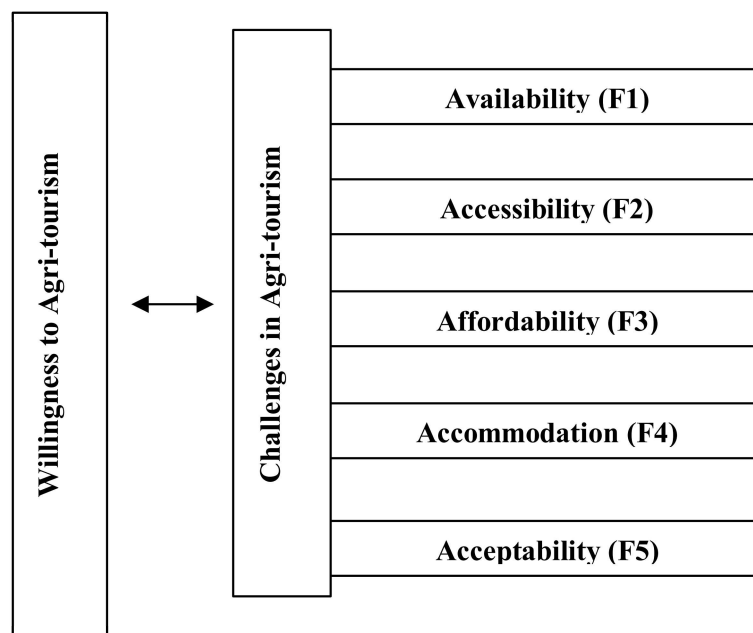 Willingness to Agri-tourism
Challenges in Agri-tourism
Availability (F1)
Accessibility (F2)
Affordability (F3)
Accommodation (F4)
Acceptability (F5)